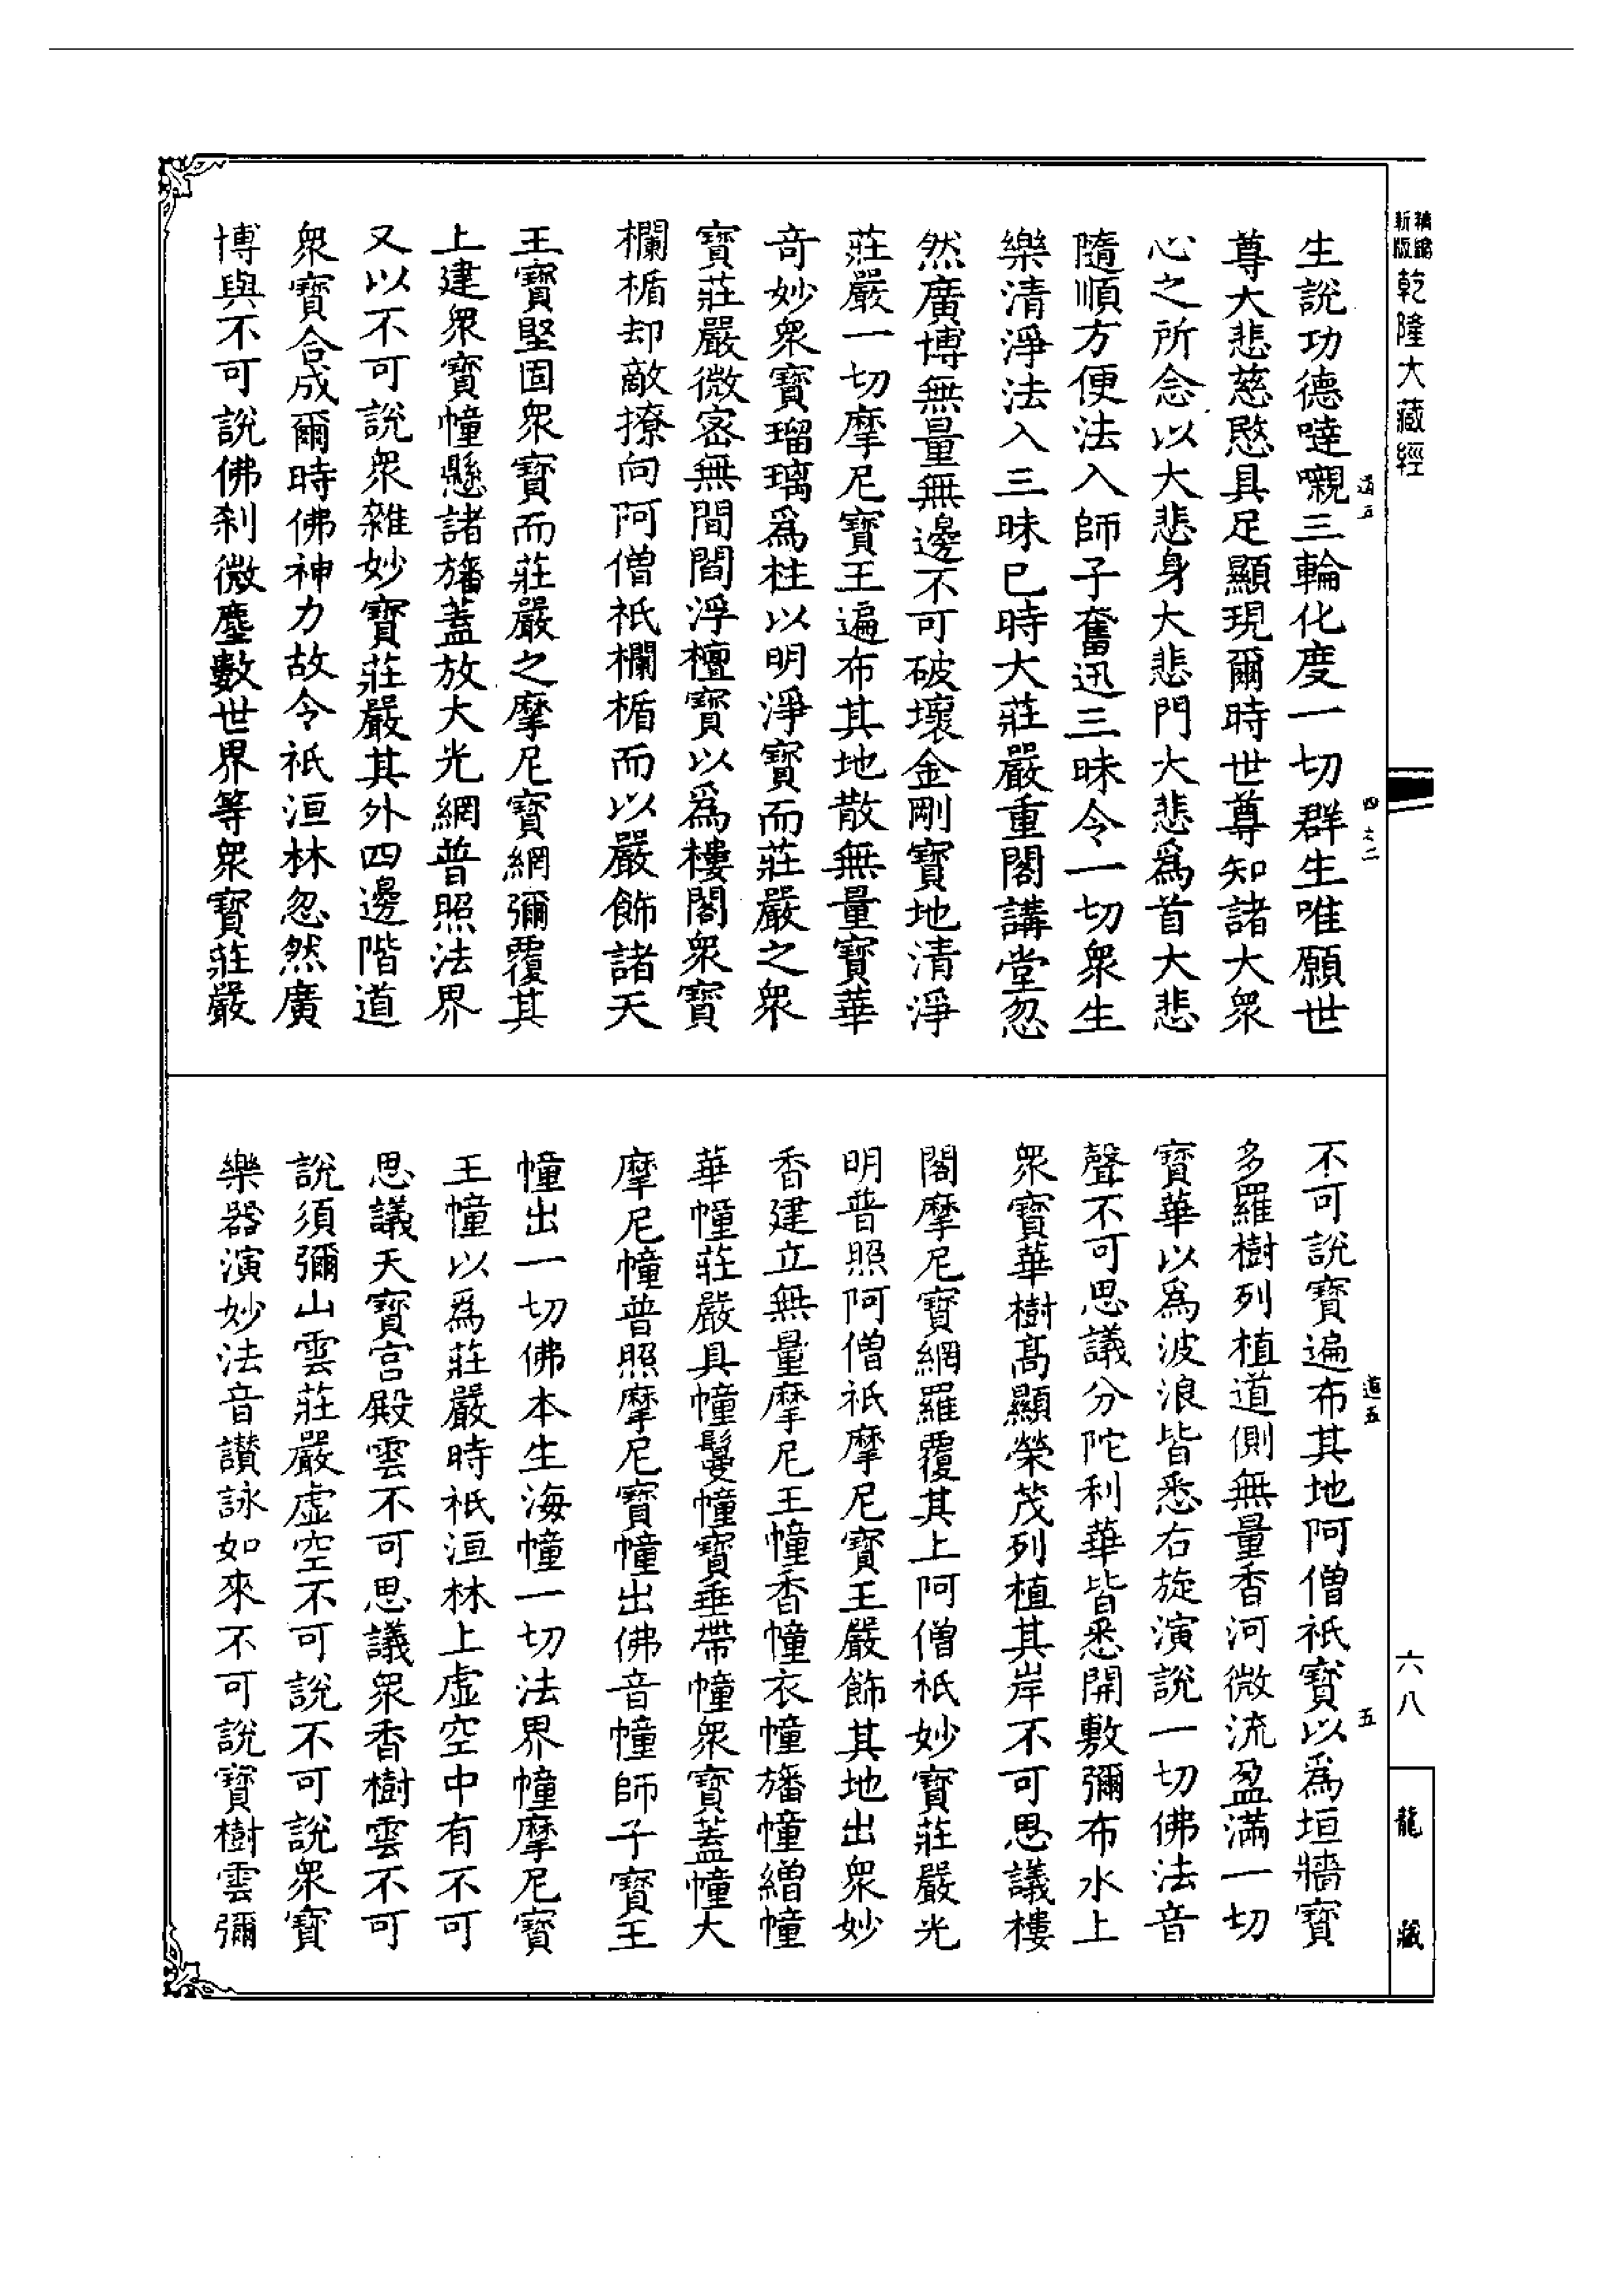 新編
新版
乾隆大藏經
生說功德噠嚫三輪化度一切群生唯願世
尊大悲慈愍具足顯現爾時世尊知諸大衆
心之所念以大悲身大悲門大悲爲首大悲
隨順方便法入師子奮迅三昧令一切衆生
樂清淨法入三昧已時大莊嚴重閣講堂忽
然廣博無量無邊不可破壞金剛寶地清淨
莊嚴一切摩尼寶王遍布其地散無量寶華
奇妙衆寶瑠璃爲柱以明淨寶而莊嚴之衆
寶莊嚴微密無間閻浮檀寶以爲樓閣衆寶
欄楯却敵撩向阿僧祇欄楯而以嚴飾諸天
王寶堅固衆寶而莊嚴之摩尼寶網彌覆其
上建衆寶幢懸諸旛蓋放大光網普照法界
又以不可說衆雜妙寶莊嚴其外四邊階道
衆寶合成爾時佛神力故令祇洹林忽然廣
博與不可說佛刹微塵數世界等衆寶莊嚴
四之二
不可說寶遍布其地阿僧祇寶以爲垣牆寶
多羅樹列植道側無量香河微流盈滿一切
寶華以爲波浪皆悉右旋演說一切佛法音
聲不可思議分陀利華皆悉開敷彌布水上
衆寶華樹高顯榮茂列植其岸不可思議樓
閣摩尼寶網羅覆其上阿僧祇妙寶莊嚴光
明普照阿僧祇摩尼寶王嚴飾其地出衆妙
香建立無量摩尼王幢香幢衣幢旛幢繒幢
華幢莊嚴具幢鬘幢寶垂帶幢衆寶蓋幢大
摩尼幢普照摩尼寶幢出佛音幢師子寶王
幢出一切佛本生海幢一切法界幢摩尼寶
王幢以爲莊嚴時祇洹林上虛空中有不可
思議天寶宫殿雲不可思議衆香樹雲不可
說須彌山雲莊嚴虛空不可說不可說衆寶
樂器演妙法音讃詠如來不可說寶樹雲彌
五
六八
龍藏